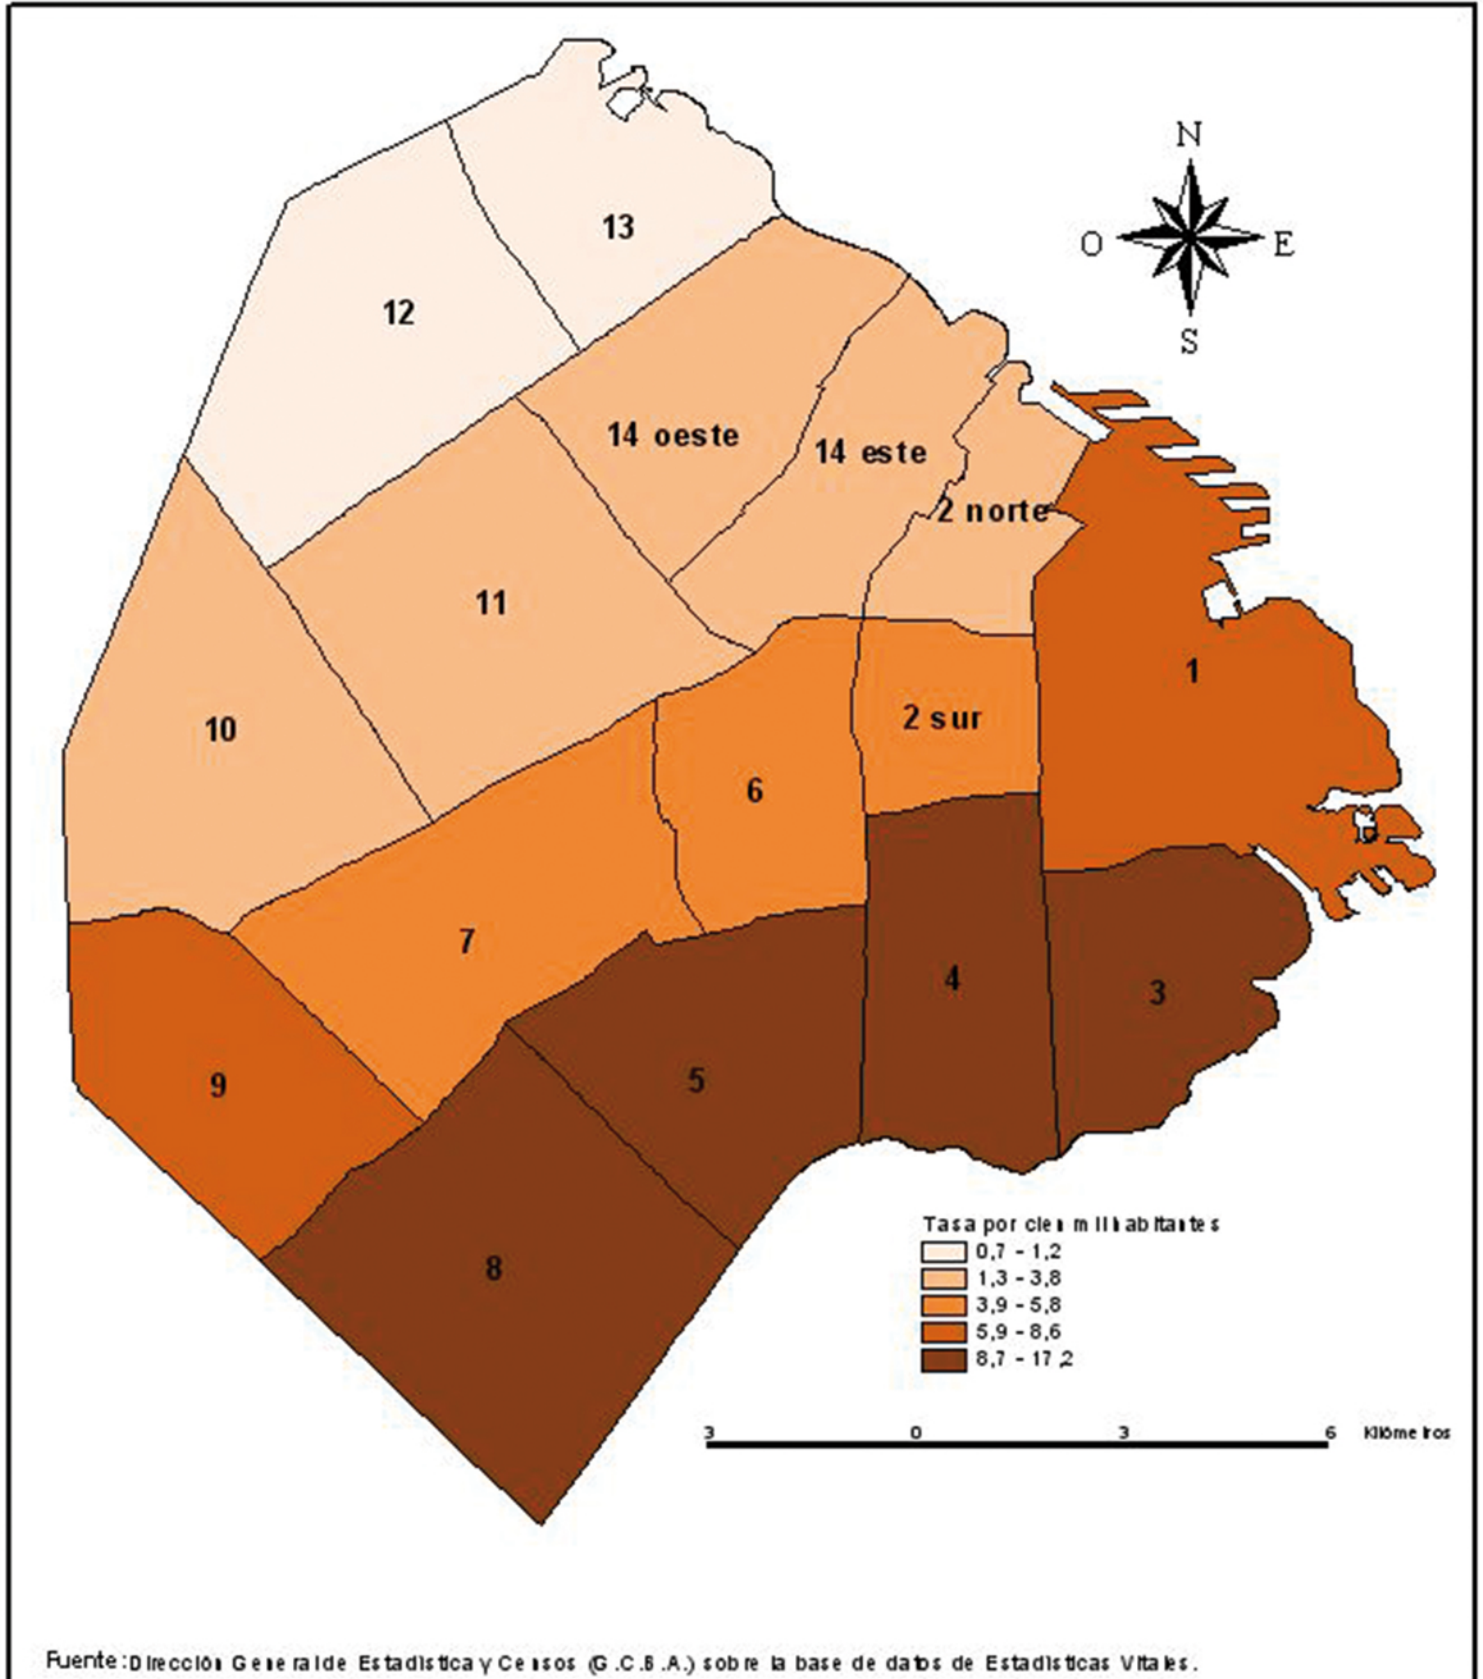 N
O E
S
13
12
14 oeste
14 este
2 norte
11
1
10
2 sur
6
7
4
3
9
5
8
Tasa por cien mil habitantes
0,7 - 1,2
1,3 - 3,8
3,9 - 5,8
5,9 - 8,6
8,7 - 17,2
3 0 3 6 Kilómetros
Fuente: Dirección General de Estadística y Censos (G.C.B.A.) sobre la base de datos de Estadísticas Vitales.